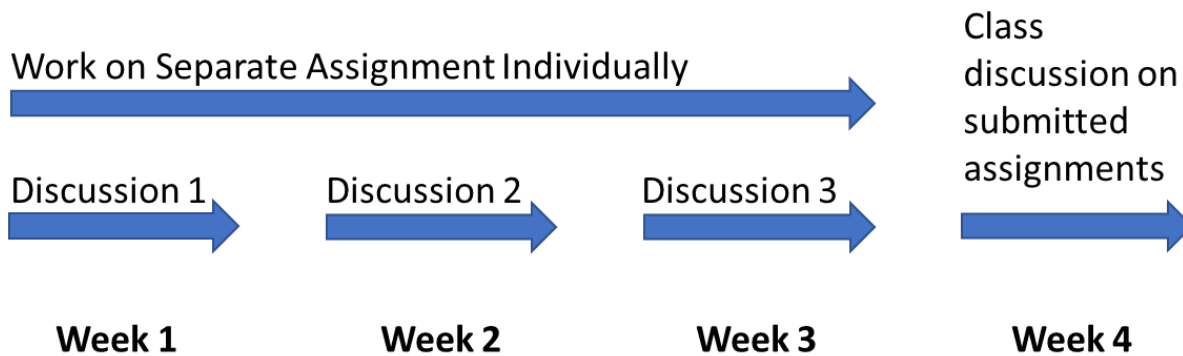 Work on Separate Assignment Individually
Class
discussion on
submitted
assignments
Discussion 1
Discussion 2
Discussion 3
Week 1
Week 2
Week 3
Week 4